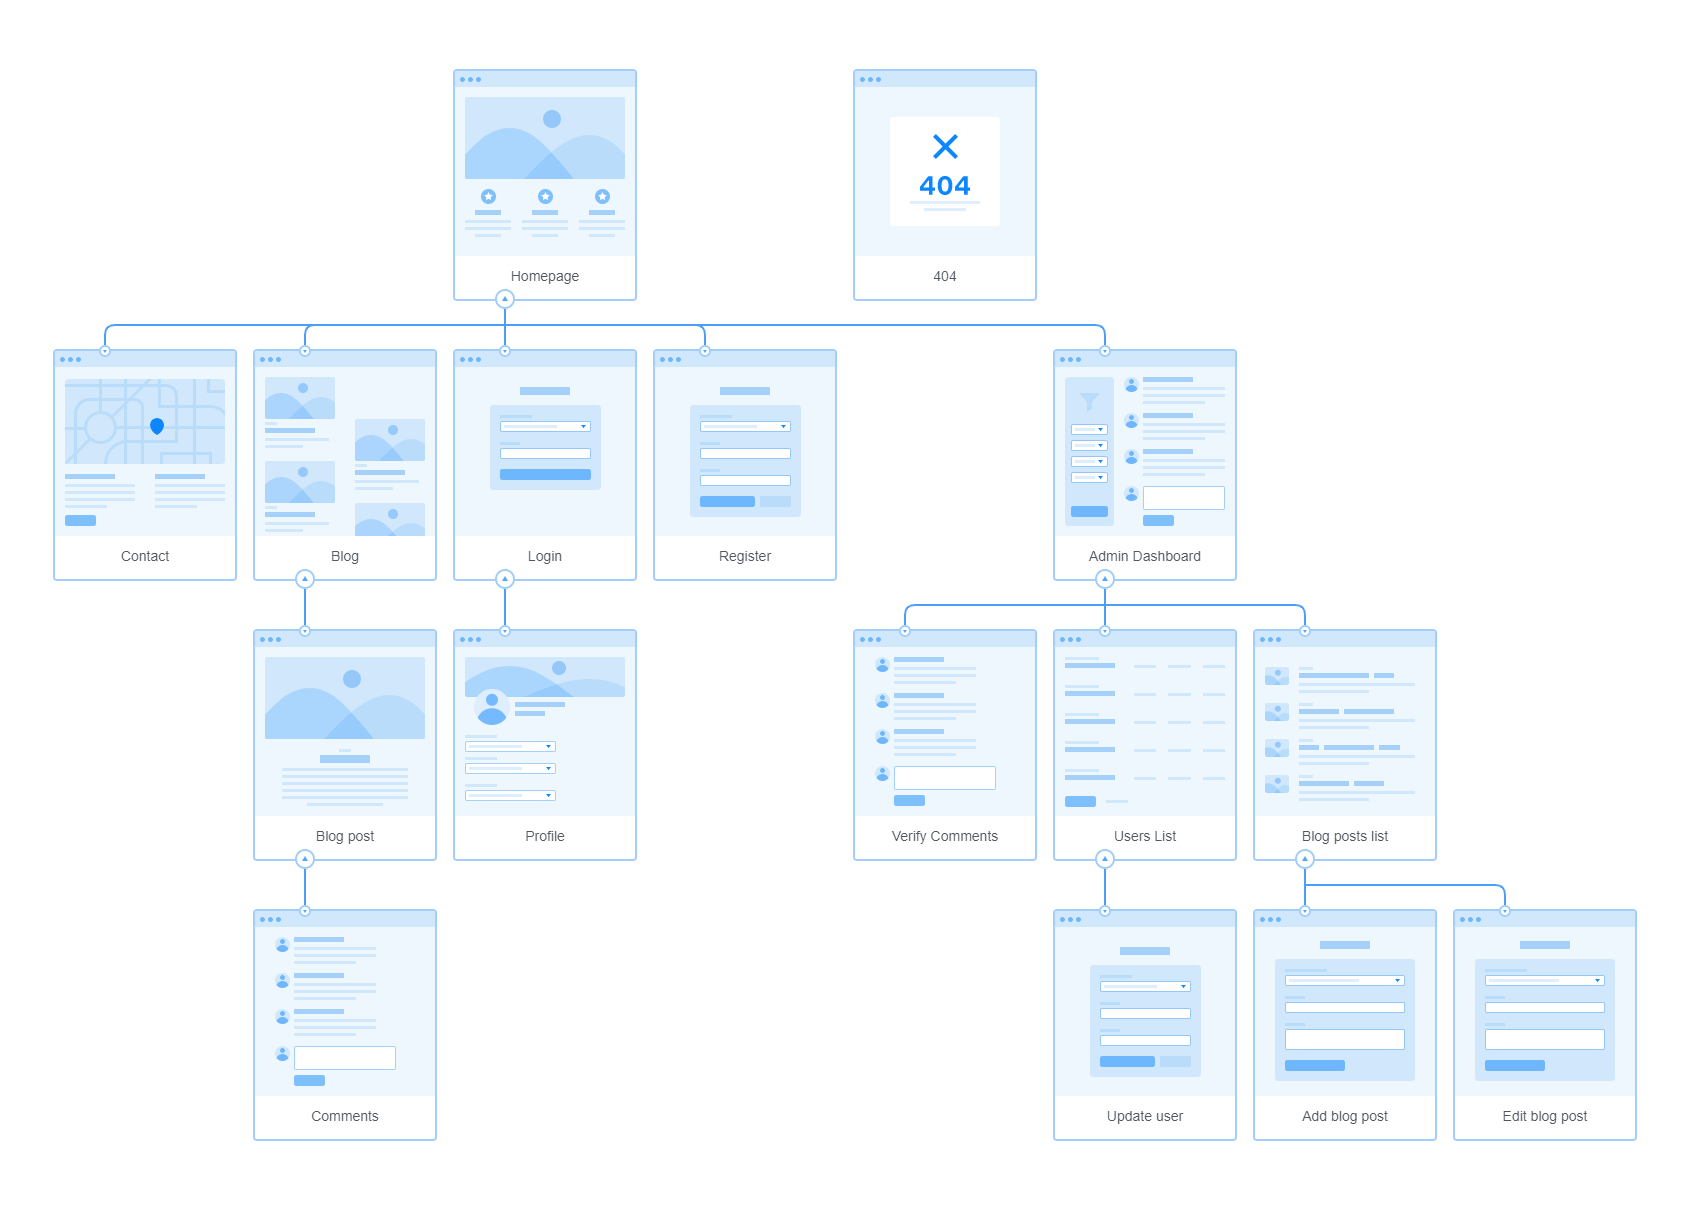 404
Homepage
404
Contact
Blog
Login
Register
Admin Dashboard
Blog post
Profile
Verify Comments
Users List
Blog posts list
Comments
Update user
Add blog post
Edit blog post